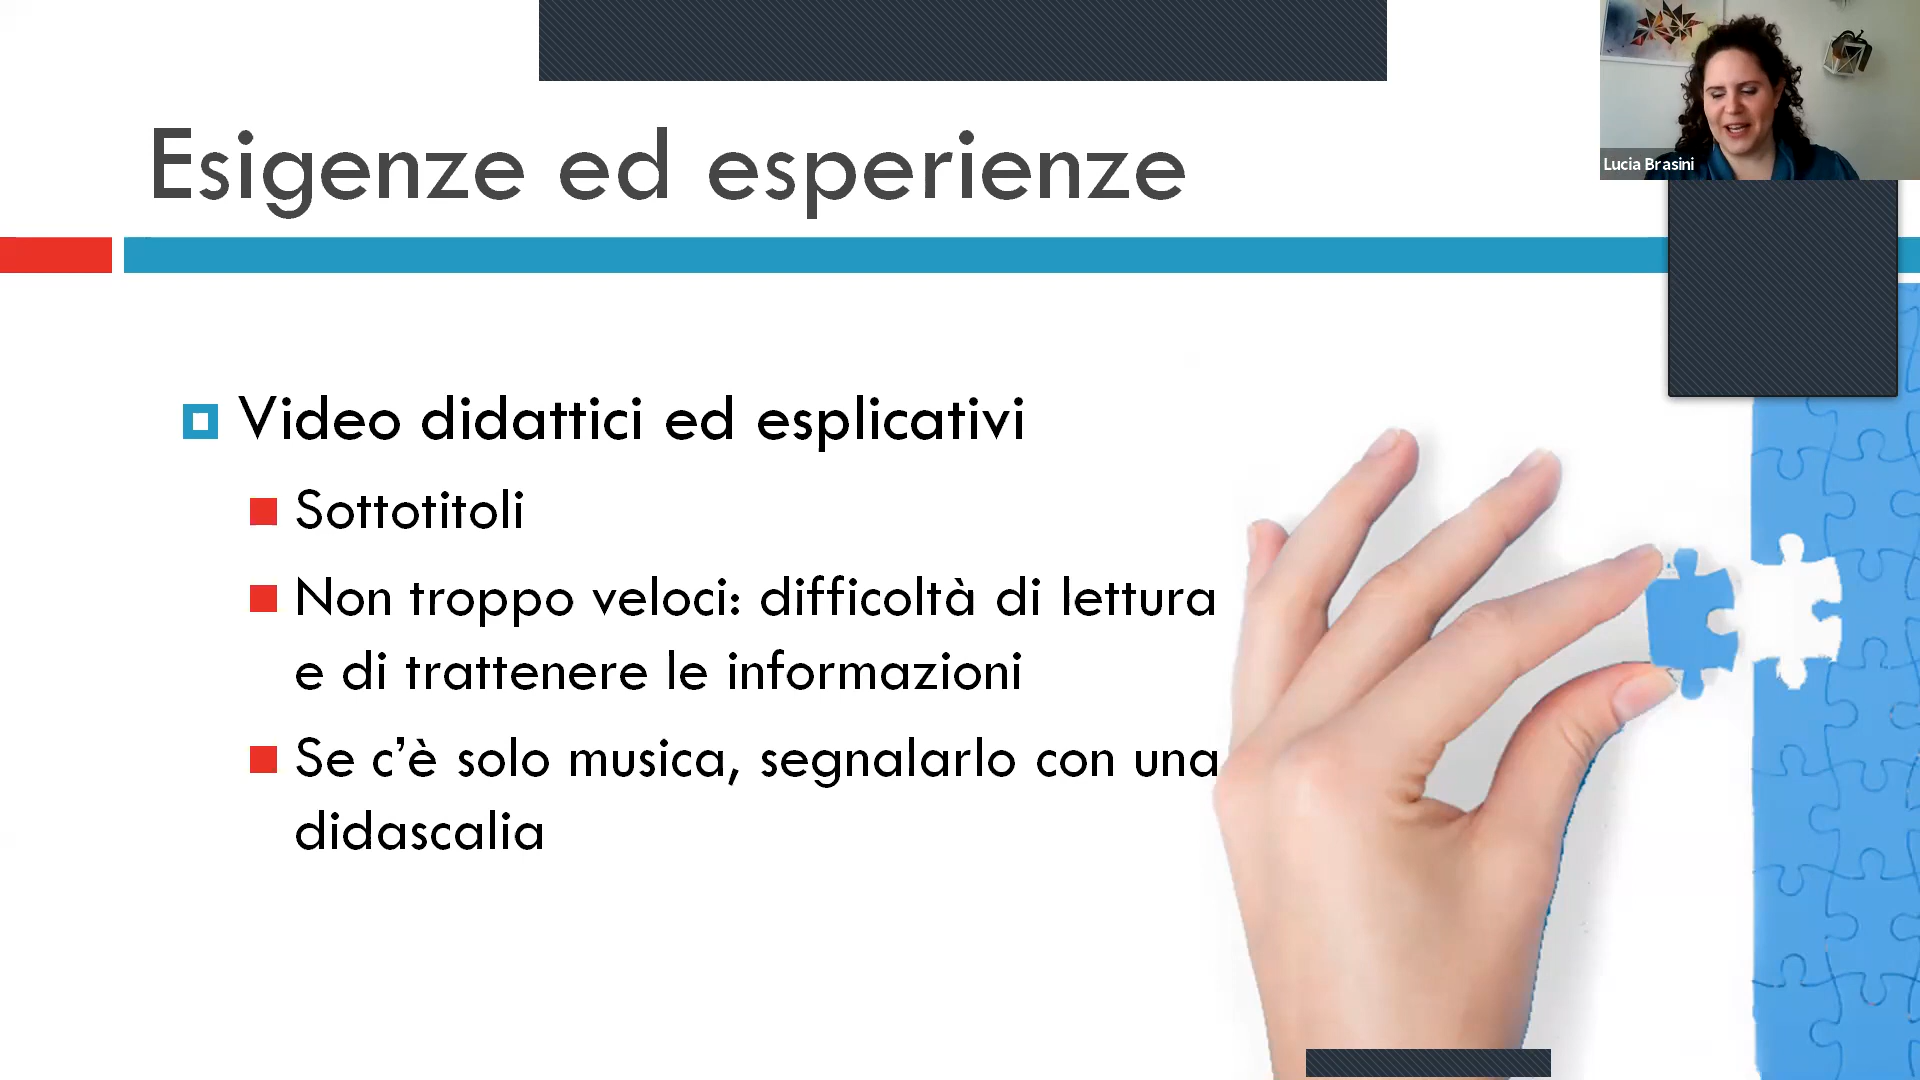 Esigenze ed esperienze
Lucia Brasini
Video didattici ed esplicativi
Sottotitoli
Non troppo veloci: difficoltà di lettura
e di trattenere le informazioni
Se c’è solo musica, segnalarlo con una
didascalia